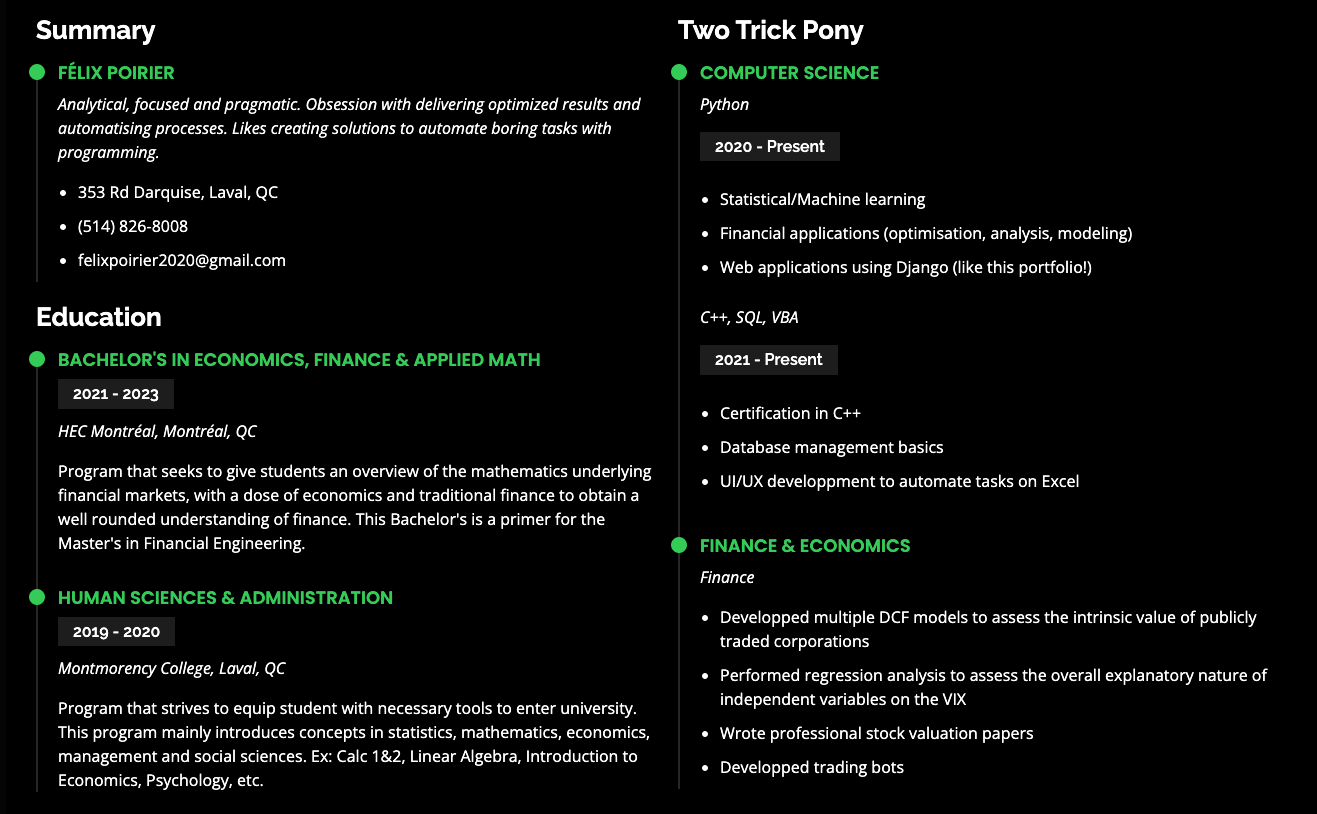 Summary
FÉLIX POIRIER
Analytical, focused and pragmatic. Obsession with delivering optimized results and
automatising processes. Likes creating solutions to automate boring tasks with
programming.
353 Rd Darquise, Laval, QC
(514) 826-8008
felixpoirier2020@gmail.com
Education
BACHELOR'S IN ECONOMICS, FINANCE & APPLIED MATH
2021 - 2023
HEC Montréal, Montréal, QC
Program that seeks to give students an overview of the mathematics underlying
financial markets, with a dose of economics and traditional finance to obtain a
well rounded understanding of finance. This Bachelor's is a primer for the
Master's in Financial Engineering.
HUMAN SCIENCES & ADMINISTRATION
2019 - 2020
Montmorency College, Laval, QC
Program that strives to equip student with necessary tools to enter university.
This program mainly introduces concepts in statistics, mathematics, economics,
management and social sciences. Ex: Calc 1&2, Linear Algebra, Introduction to
Economics, Psychology, etc.
Two Trick Pony
COMPUTER SCIENCE
Python
2020 - Present
Statistical/Machine learning
Financial applications (optimisation, analysis, modeling)
Web applications using Django (like this portfolio!)
C++, SQL, VBA
2021 - Present
Certification in C++
Database management basics
UI/UX developpment to automate tasks on Excel
FINANCE & ECONOMICS
Finance
Developped multiple DCF models to assess the intrinsic value of publicly
traded corporations
Performed regression analysis to assess the overall explanatory nature of
independent variables on the VIX
Wrote professional stock valuation papers
Developped trading bots